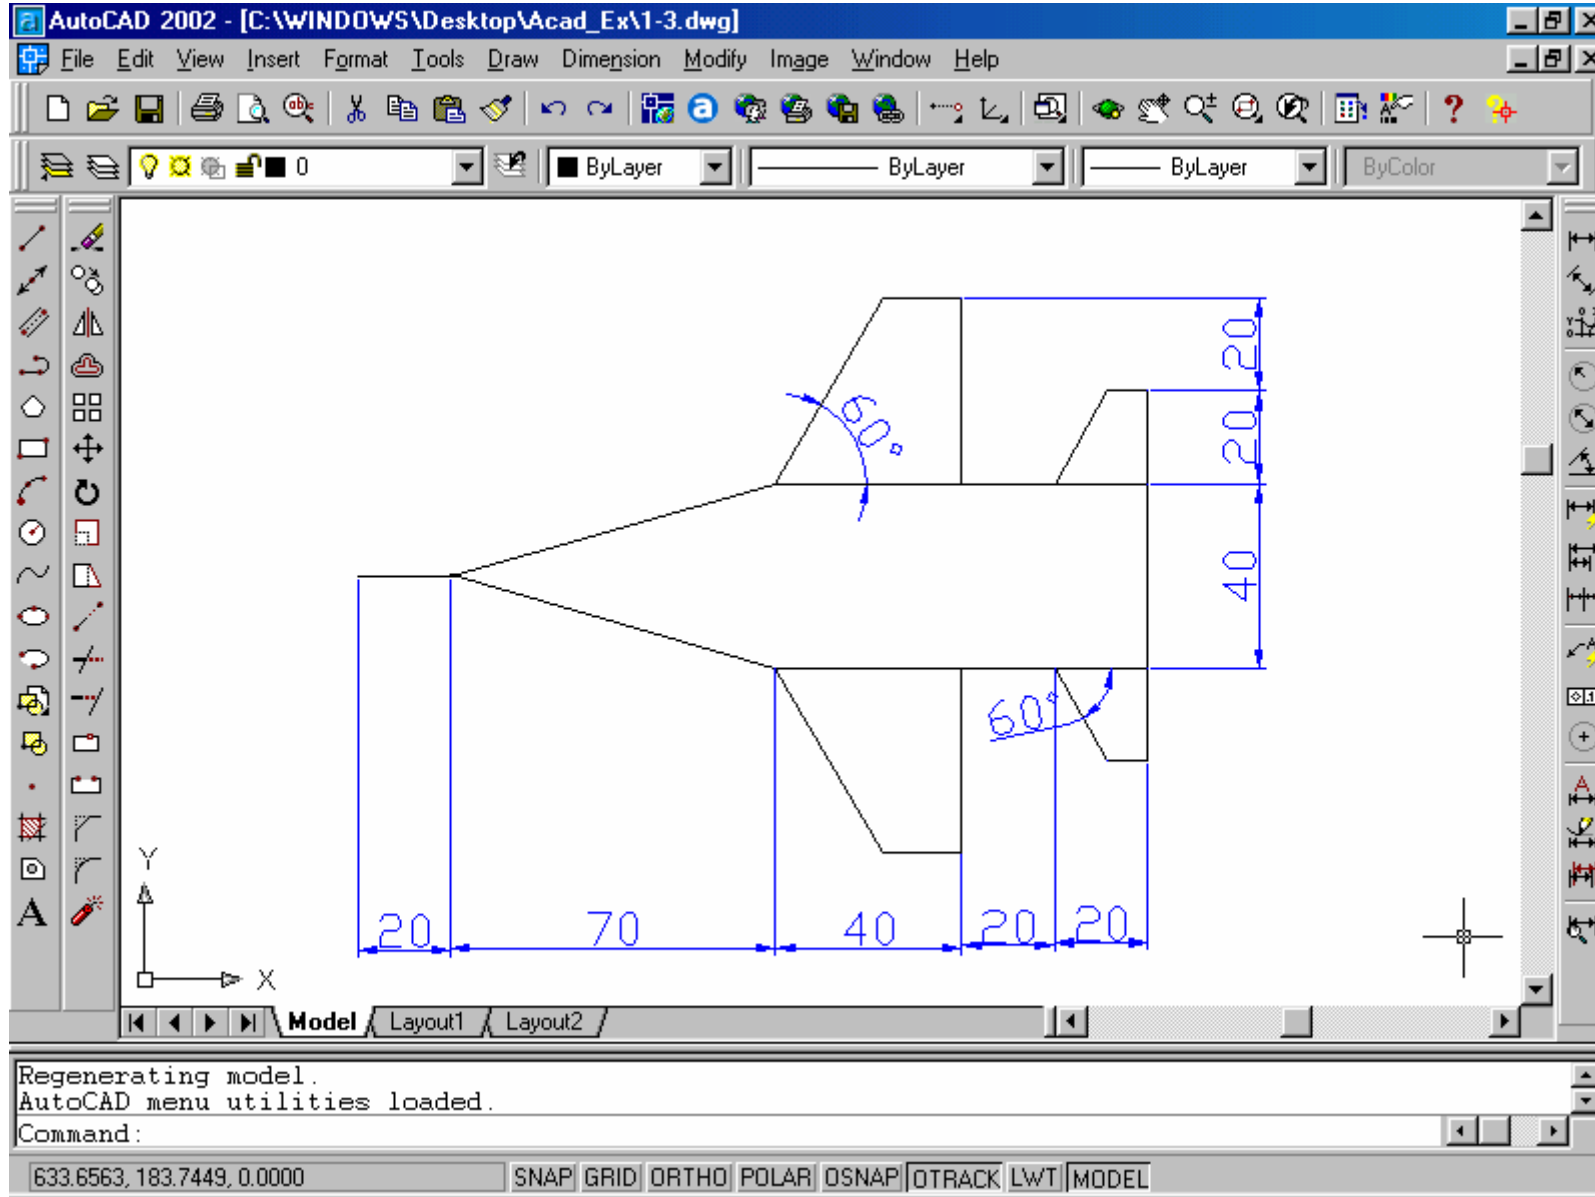 AutoCAD 2002 - [C:\WINDOWS\Desktop\Acad_Ex\1-3.dwg]
File Edit View Insert Format Tools Draw Dimension Modify Image Window Help
0 ByLayer ByLayer ByLayer ByColor
20
60°
20
40
60°
Y
20 70 40 20 20
X
Model Layout1 Layout2
Regenerating model.
AutoCAD menu utilities loaded.
Command:
633.6563, 183.7449, 0.0000 SNAP GRID ORTHO POLAR OSNAP OTRACK LWT MODEL